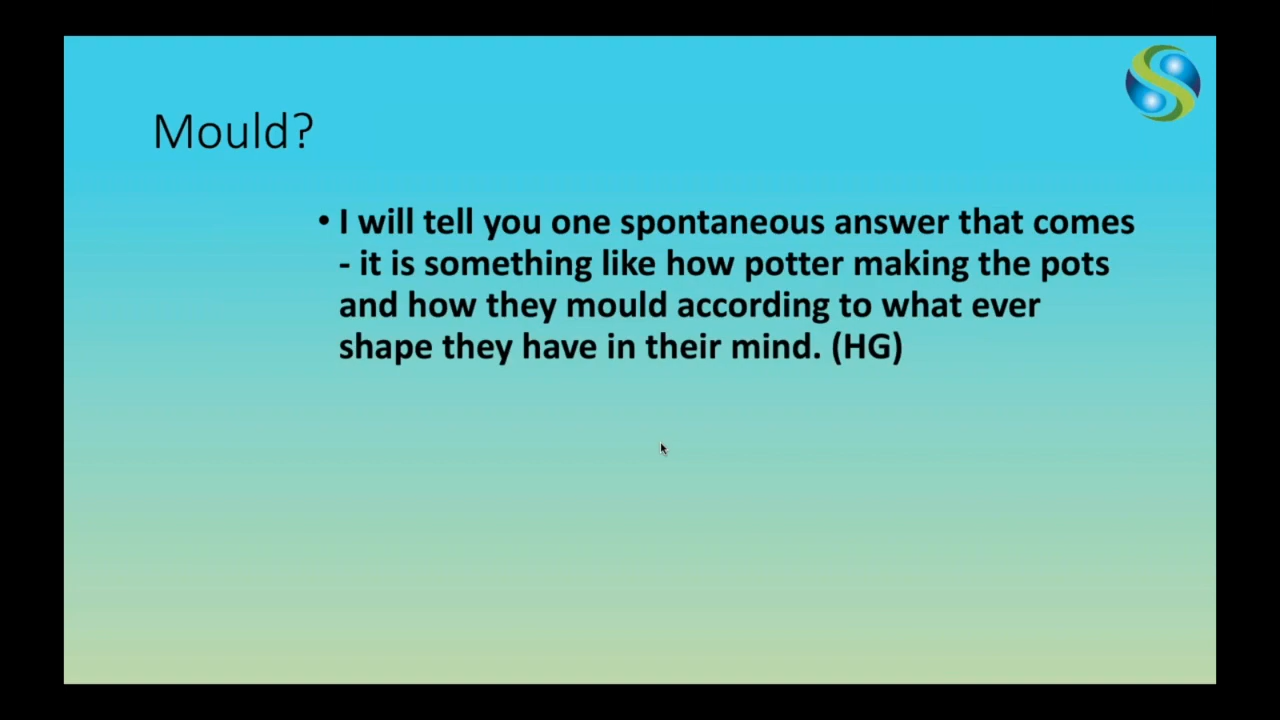 Mould?
• I will tell you one spontaneous answer that comes
- it is something like how potter making the pots
and how they mould according to what ever
shape they have in their mind. (HG)